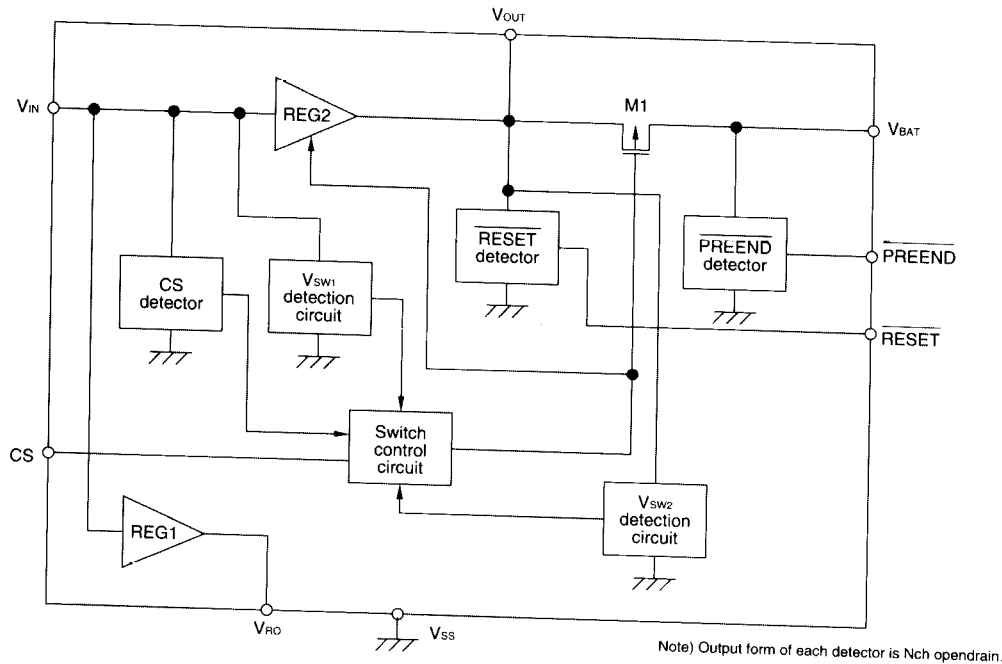 VOUT
VIN
REG2
M1
VBAT
RESET
detector
PREEND
detector
PREEND
CS
detector
VSW1
detection
circuit
RESET
Switch
control
circuit
CS
VSW2
detection
circuit
REG1
VRO
VSS
Note) Output form of each detector is Nch opendrain.